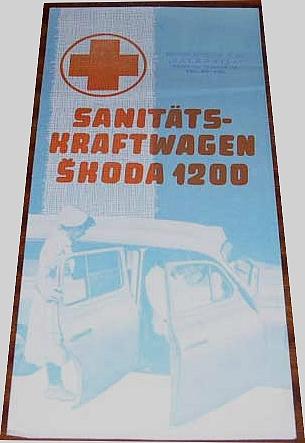 SANITÄTS-
KRAFTWAGEN
ŠKODA 1200